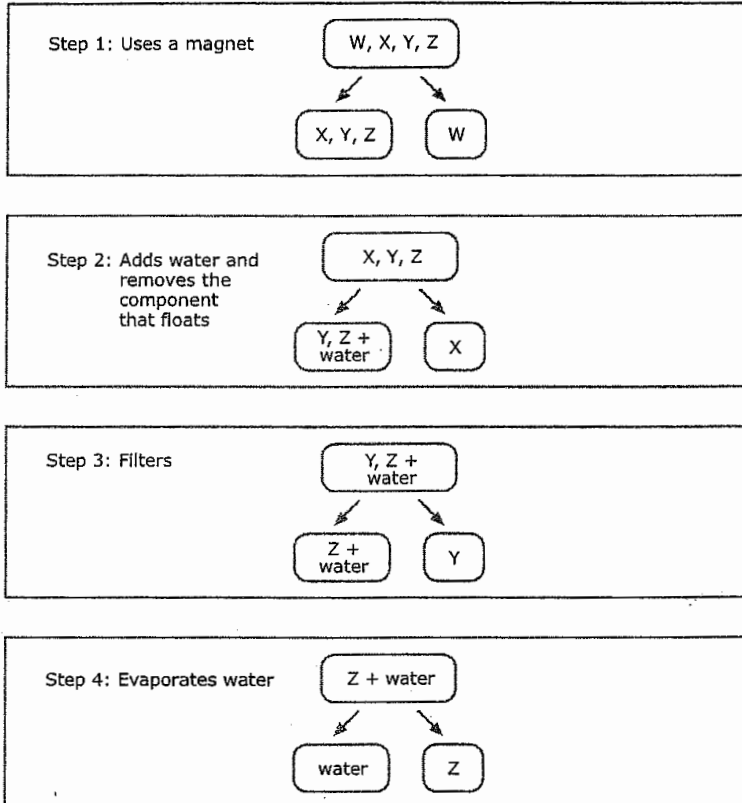 Step 1: Uses a magnet
W, X, Y, Z
X, Y, Z
W
Step 2: Adds water and
removes the
component
that floats
X, Y, Z
Y, Z +
water
X
Step 3: Filters
Y, Z +
water
Z +
water
Y
Step 4: Evaporates water
Z + water
water
Z